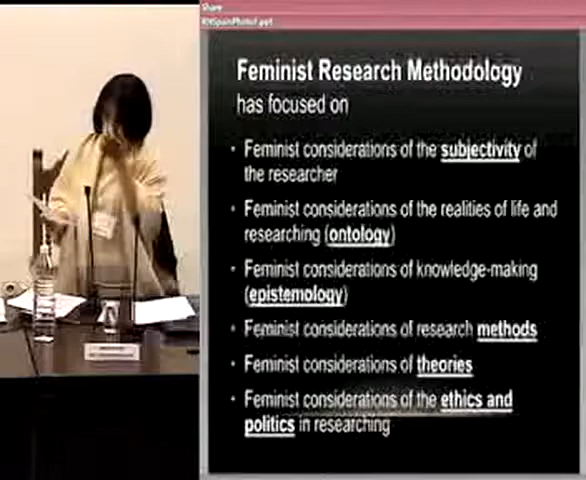 Share
Feminist Research Methodology
has focused on
• Feminist considerations of the subjectivity of
the researcher
• Feminist considerations of the realities of life and
researching (ontology)
• Feminist considerations of knowledge-making
(epistemology)
• Feminist considerations of research methods
• Feminist considerations of theories
• Feminist considerations of the ethics and
politics in researching